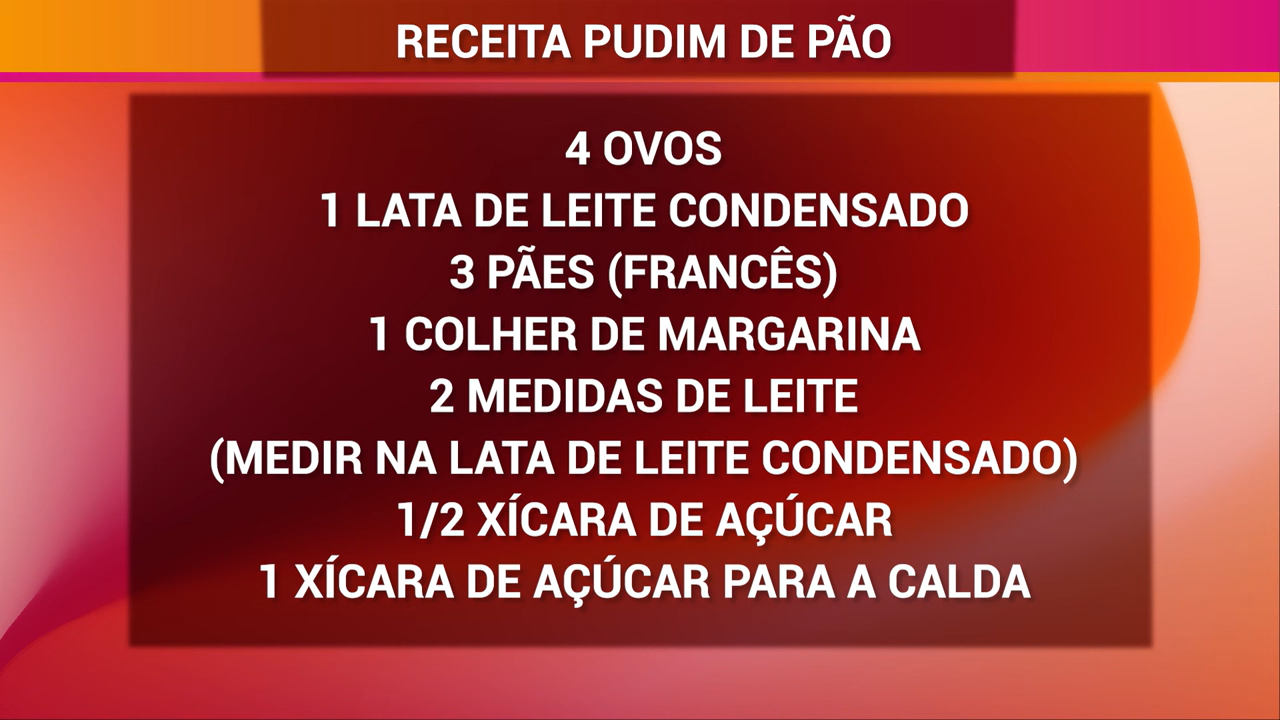 RECEITA PUDIM DE PÃO
4 OVOS
1 LATA DE LEITE CONDENSADO
3 PÃES (FRANCÊS)
1 COLHER DE MARGARINA
2 MEDIDAS DE LEITE
(MEDIR NA LATA DE LEITE CONDENSADO)
1/2 XÍCARA DE AÇÚCAR
1 XÍCARA DE AÇÚCAR PARA A CALDA